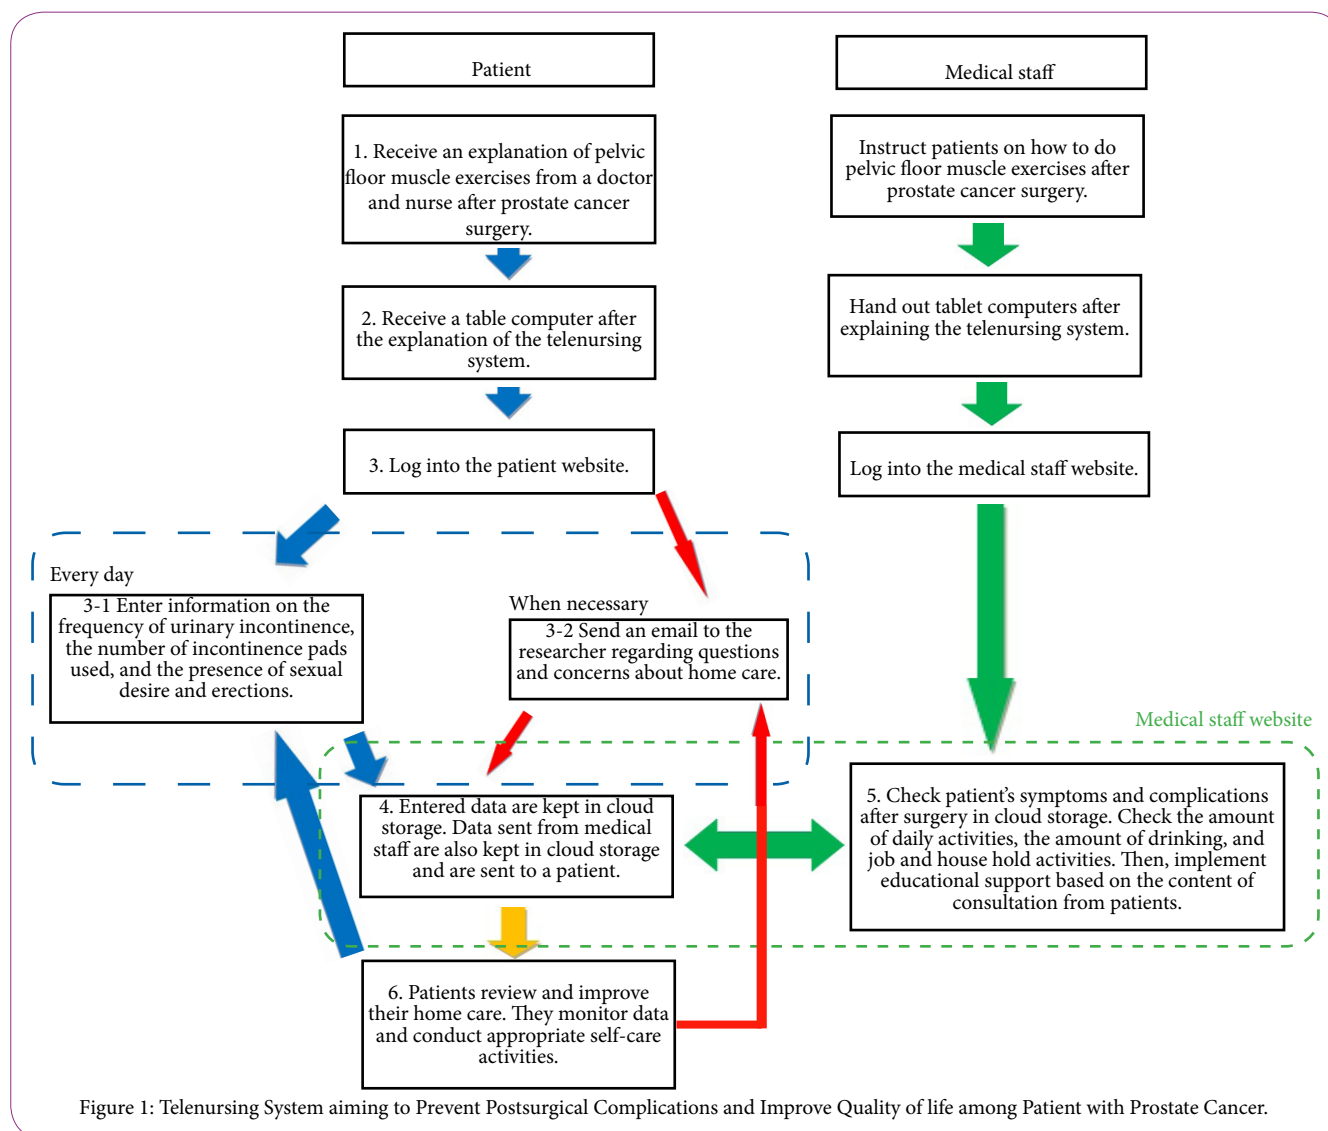 Patient
Medical staff
1. Receive an explanation of pelvic
floor muscle exercises from a doctor
and nurse after prostate cancer
surgery.
Instruct patients on how to do
pelvic floor muscle exercises after
prostate cancer surgery.
2. Receive a table computer after
the explanation of the telenursing
system.
Hand out tablet computers after
explaining the telenursing system.
3. Log into the patient website.
Log into the medical staff website.
Every day
3-1 Enter information on the
frequency of urinary incontinence,
the number of incontinence pads
used, and the presence of sexual
desire and erections.
When necessary
3-2 Send an email to the
researcher regarding questions
and concerns about home care.
Medical staff website
4. Entered data are kept in cloud
storage. Data sent from medical
staff are also kept in cloud storage
and are sent to a patient.
5. Check patient’s symptoms and complications
after surgery in cloud storage. Check the amount
of daily activities, the amount of drinking, and
job and house hold activities. Then, implement
educational support based on the content of
consultation from patients.
6. Patients review and improve
their home care. They monitor data
and conduct appropriate self-care
activities.
Figure 1: Telenursing System aiming to Prevent Postsurgical Complications and Improve Quality of life among Patient with Prostate Cancer.